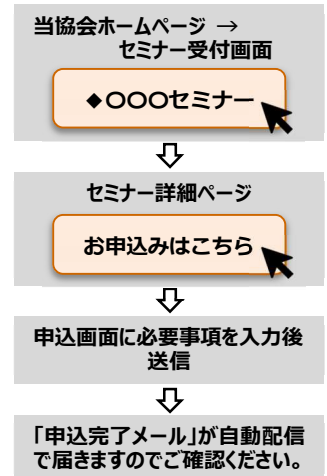 当協会ホームページ →
セミナー受付画面
◆〇〇〇セミナー
セミナー詳細ページ
お申込みはこちら
申込画面に必要事項を入力後
送信
「申込完了メール」が自動配信
で届きますのでご確認ください。